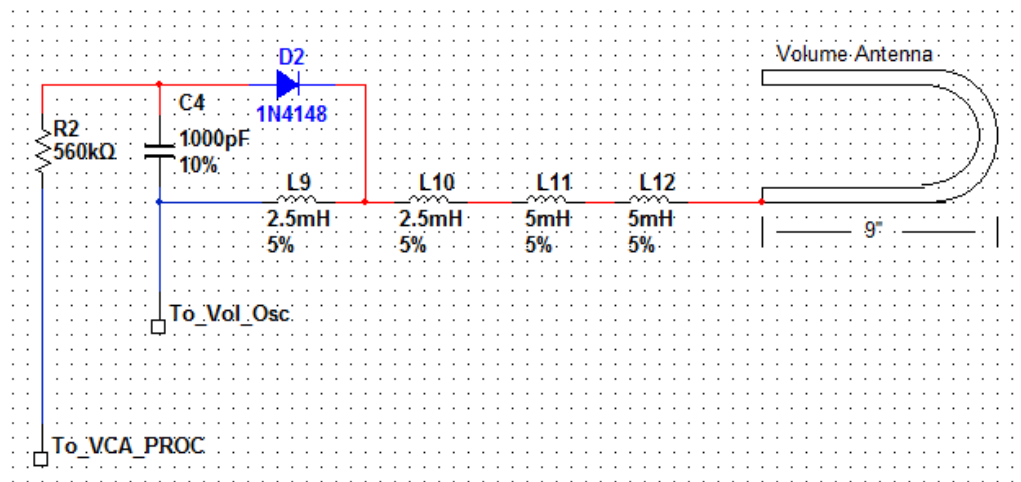 Volume Antenna
D2
1N4148
C4
1000pF
10%
R2
560kΩ
L9
2.5mH
5%
L10
2.5mH
5%
L11
5mH
5%
L12
5mH
5%
9"
To_Vol_Osc
To_VCA_PROC